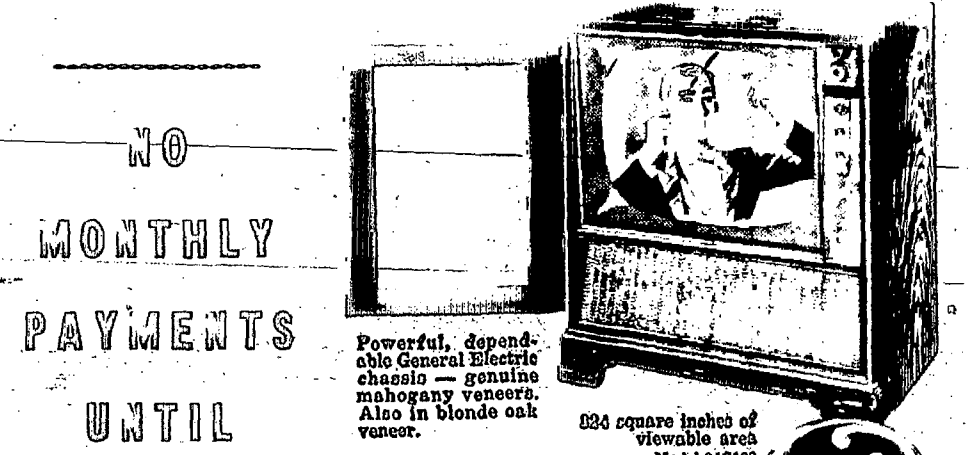 NO
MONTHLY
PAYMENTS
UNTIL
Powerful, depend-
able General Electric
chassis — genuine
mahogany veneers.
Also in blonde oak
veneer.
square inches of
viewable area